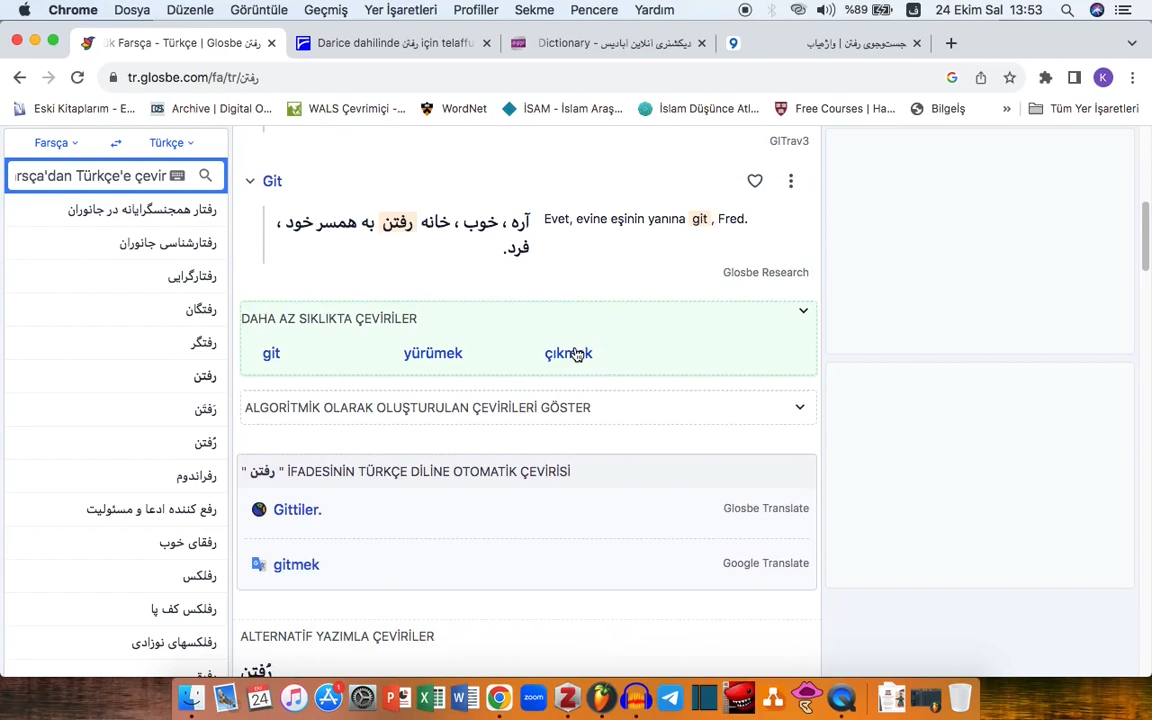 Chrome Dosya Düzenle Görüntüle Geçmiş Yer İşaretleri Profiller Sekme Pencere Yardım %89 24 Ekim Sal 13:53
Farsça - Türkçe | Glosbe رفتن
Darice dahilinde رفتن için telaffu
Dictionary - دیکشنری آنلاین آبادیس
جست‌وجوی رفتن | واژه‌یاب
tr.glosbe.com/fa/tr/رفتن
K
Eski Kitaplarım - E...
Archive | Digital O...
WALS Çevrimiçi -...
WordNet
İSAM - İslam Araş...
İslam Düşünce Atl...
Free Courses | Ha...
Bilgelş
»
Tüm Yer İşaretleri
Farsça
Türkçe
arsça'dan Türkçe'e çevir
رفتار همجنسگرایانه در جانوران
رفتارشناسی جانوران
رفتارگرایی
رفتگان
رفتگر
رفتن
رَفتَن
رُفتن
رفراندوم
رفع کننده ادعا و مسئولیت
رفقای خوب
رفلکس
رفلکس کف پا
رفلکسهای نوزادی
GlTrav3
Git
آره ، خوب ، خانه رفتن به همسر خود ،
فرد.
Evet, evine eşinin yanına git , Fred.
Glosbe Research
DAHA AZ SIKLIKTA ÇEVİRİLER
git yürümek çıkmak
ALGORİTMİK OLARAK OLUŞTURULAN ÇEVİRİLERİ GÖSTER
" رفتن " İFADESİNİN TÜRKÇE DİLİNE OTOMATİK ÇEVİRİSİ
Gittiler.
Glosbe Translate
gitmek
Google Translate
ALTERNATİF YAZIMLA ÇEVİRİLER
رُفتن